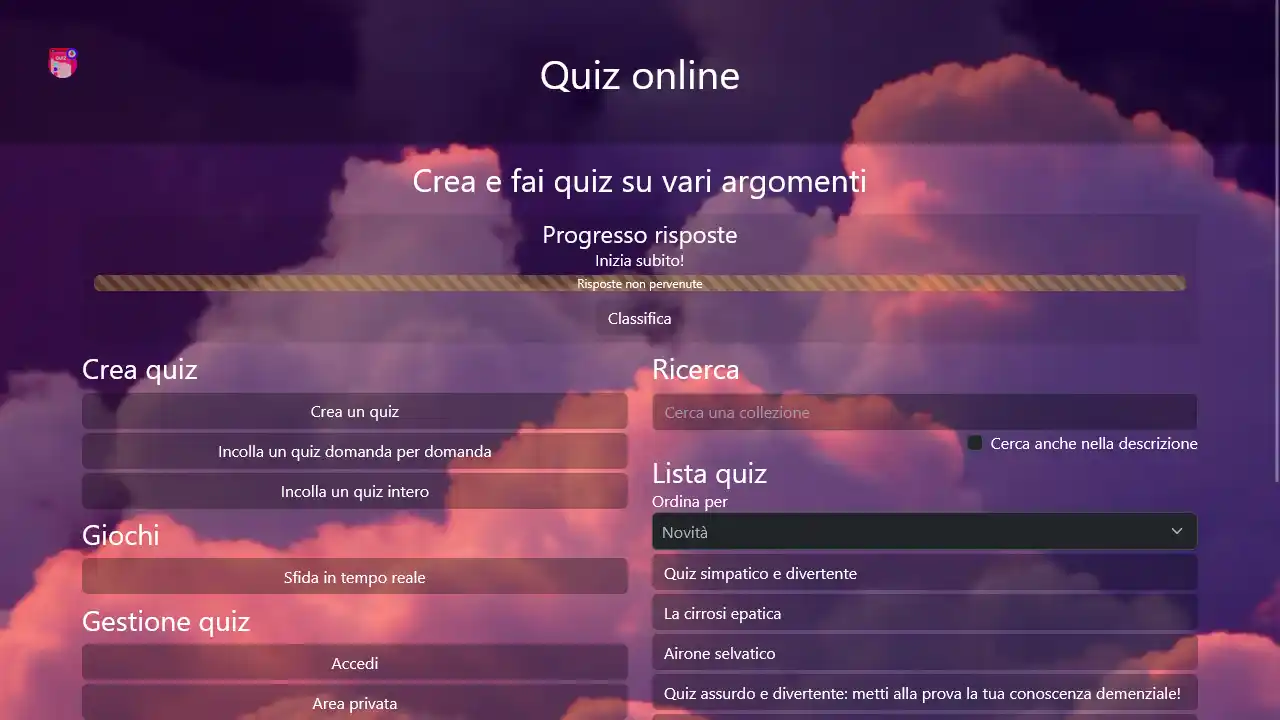 QUIZ
Quiz online
Crea e fai quiz su vari argomenti
Progresso risposte
Inizia subito!
Risposte non pervenute
Classifica
Crea quiz
Crea un quiz
Incolla un quiz domanda per domanda
Incolla un quiz intero
Giochi
Sfida in tempo reale
Gestione quiz
Accedi
Area privata
Ricerca
Cerca una collezione
Cerca anche nella descrizione
Lista quiz
Ordina per
Novità
Quiz simpatico e divertente
La cirrosi epatica
Airone selvatico
Quiz assurdo e divertente: metti alla prova la tua conoscenza demenziale!